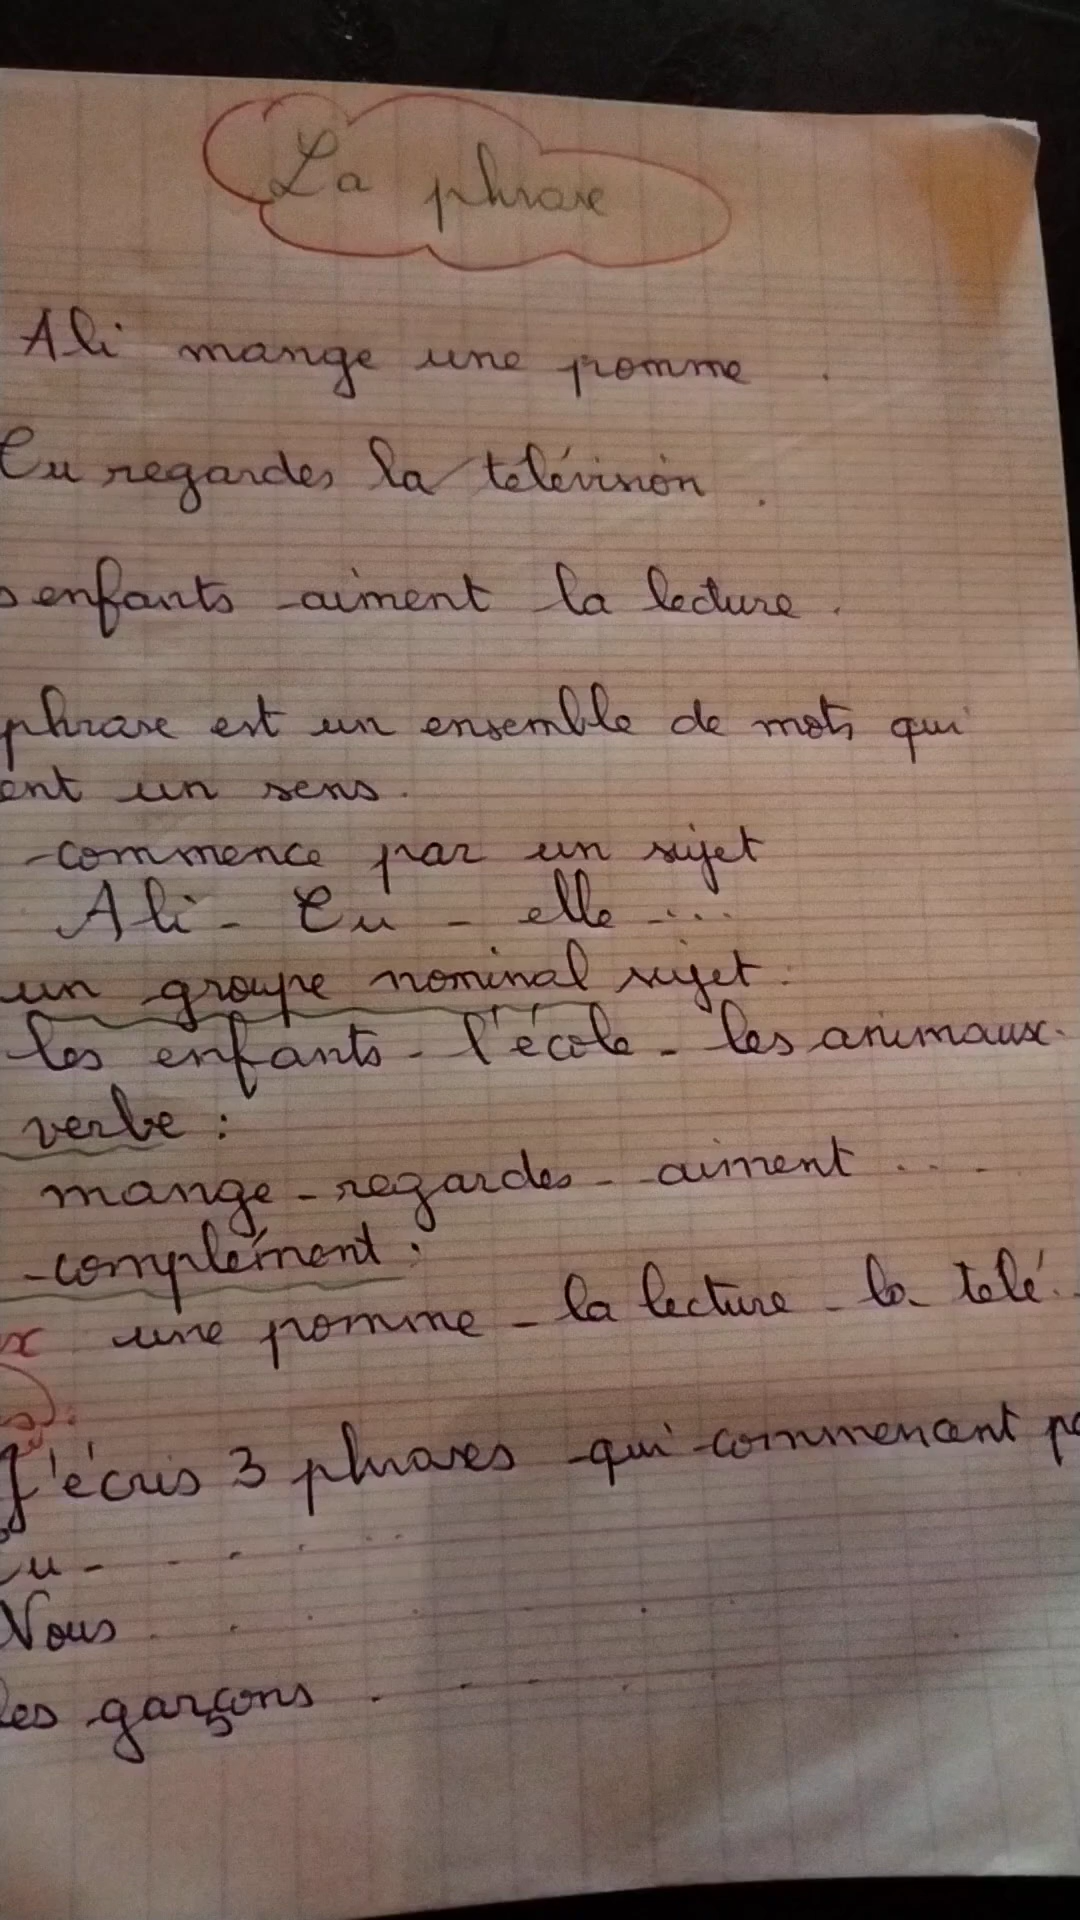 La phrase
Ali mange une pomme .
Tu regardes la télévision .
s enfants aiment la lecture .
phrase est un ensemble de mots qui
ent un sens .
commence par un sujet
Ali - Tu - elle - ...
un groupe nominal sujet :
les enfants - l'école - les animaux .
verbe :
mange - regardes - aiment ....
complément :
x une pomme - la lecture - la télé . .
J'écris 3 phrases qui commencent pa
Tu - . . . .
Nous . . . . .
les garçons . . . . .